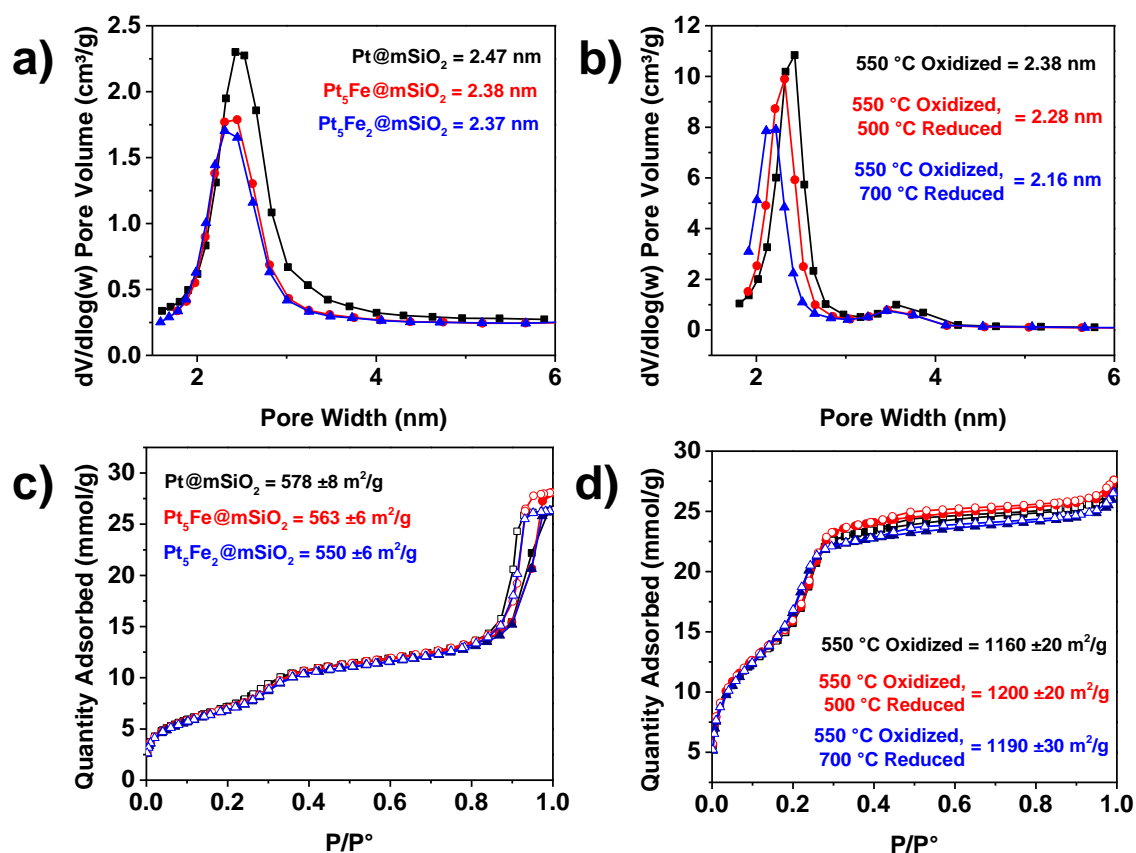 a)
dV/dlog(w) Pore Volume (cm³/g)
2.5
2.0
1.5
1.0
0.5
0.0
Pt@mSiO₂ = 2.47 nm
Pt₅Fe@mSiO₂ = 2.38 nm
Pt₅Fe₂@mSiO₂ = 2.37 nm
2 4 6
Pore Width (nm)
b)
dV/dlog(w) Pore Volume (cm³/g)
12
10
8
6
4
2
0
550 °C Oxidized = 2.38 nm
550 °C Oxidized,
500 °C Reduced = 2.28 nm
550 °C Oxidized,
700 °C Reduced = 2.16 nm
2 4 6
Pore Width (nm)
c)
Quantity Adsorbed (mmol/g)
30
25
20
15
10
5
0
Pt@mSiO₂ = 578 ±8 m²/g
Pt₅Fe@mSiO₂ = 563 ±6 m²/g
Pt₅Fe₂@mSiO₂ = 550 ±6 m²/g
0.0 0.2 0.4 0.6 0.8 1.0
P/P°
d)
Quantity Adsorbed (mmol/g)
30
25
20
15
10
5
550 °C Oxidized = 1160 ±20 m²/g
550 °C Oxidized,
500 °C Reduced = 1200 ±20 m²/g
550 °C Oxidized,
700 °C Reduced = 1190 ±30 m²/g
0.0 0.2 0.4 0.6 0.8 1.0
P/P°